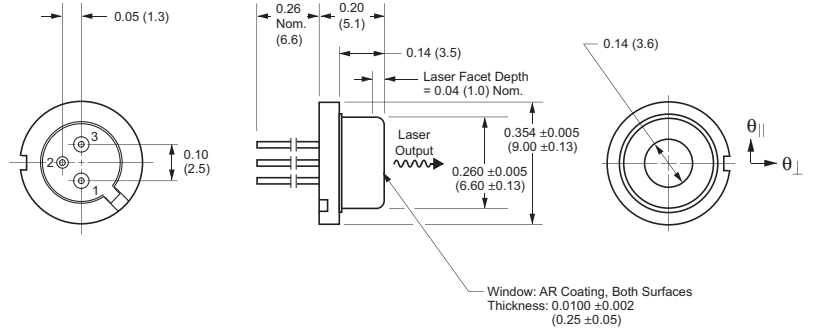 0.05 (1.3)
3
2
1
0.10
(2.5)
0.26
Nom.
(6.6)
0.20
(5.1)
0.14 (3.5)
Laser Facet Depth
= 0.04 (1.0) Nom.
Laser
Output
0.354 ±0.005
(9.00 ±0.13)
0.260 ±0.005
(6.60 ±0.13)
Window: AR Coating, Both Surfaces
Thickness: 0.0100 ±0.002
(0.25 ±0.05)
0.14 (3.6)
θ||
θ⊥